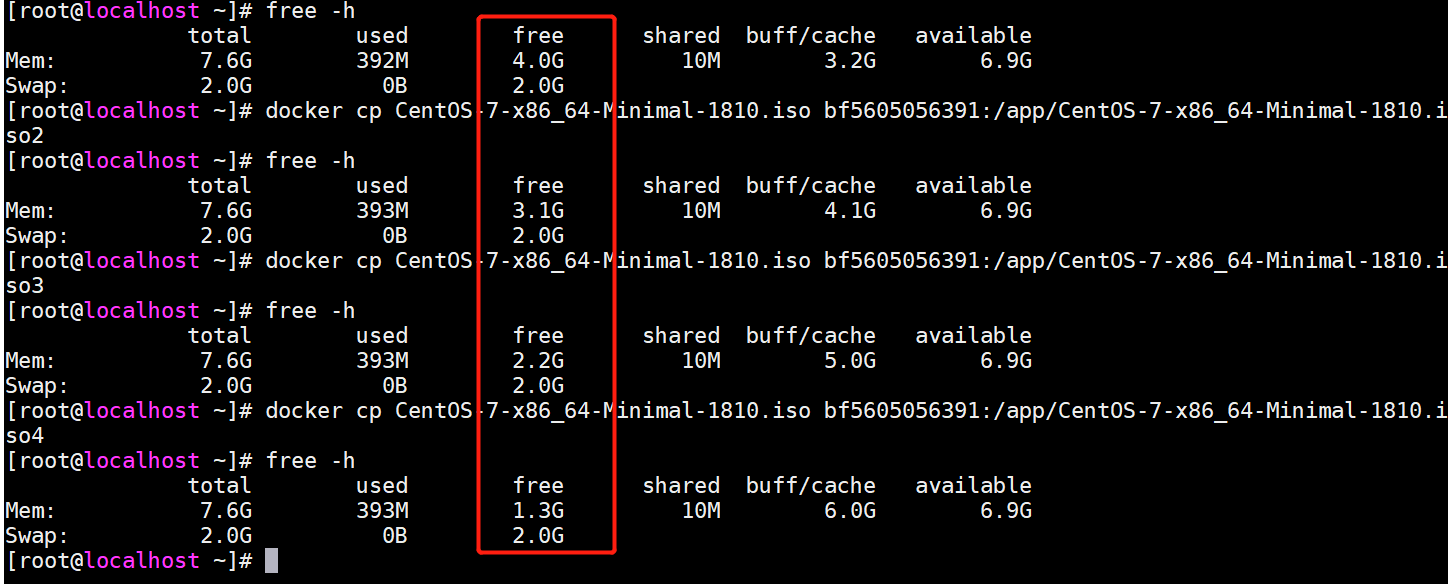 [root@localhost ~]# free -h
total used free shared buff/cache available
Mem: 7.6G 392M 4.0G 10M 3.2G 6.9G
Swap: 2.0G 0B 2.0G
[root@localhost ~]# docker cp CentOS-7-x86_64-Minimal-1810.iso bf5605056391:/app/CentOS-7-x86_64-Minimal-1810.i
so2
[root@localhost ~]# free -h
total used free shared buff/cache available
Mem: 7.6G 393M 3.1G 10M 4.1G 6.9G
Swap: 2.0G 0B 2.0G
[root@localhost ~]# docker cp CentOS-7-x86_64-Minimal-1810.iso bf5605056391:/app/CentOS-7-x86_64-Minimal-1810.i
so3
[root@localhost ~]# free -h
total used free shared buff/cache available
Mem: 7.6G 393M 2.2G 10M 5.0G 6.9G
Swap: 2.0G 0B 2.0G
[root@localhost ~]# docker cp CentOS-7-x86_64-Minimal-1810.iso bf5605056391:/app/CentOS-7-x86_64-Minimal-1810.i
so4
[root@localhost ~]# free -h
total used free shared buff/cache available
Mem: 7.6G 393M 1.3G 10M 6.0G 6.9G
Swap: 2.0G 0B 2.0G
[root@localhost ~]#